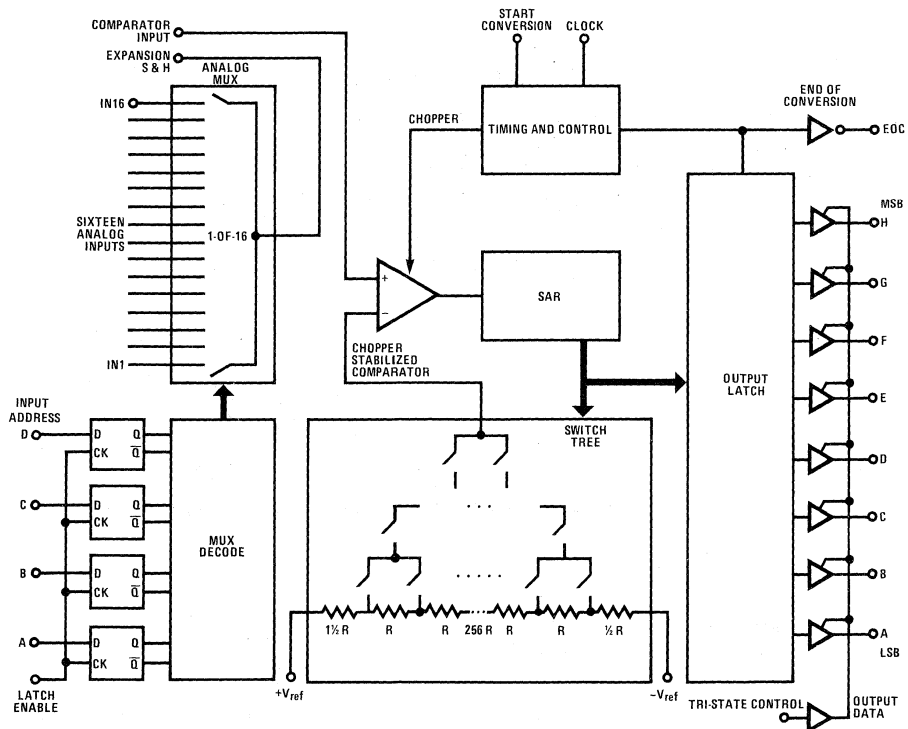 START
CONVERSION
CLOCK
COMPARATOR
INPUT
EXPANSION
S & H
ANALOG
MUX
IN16
SIXTEEN
ANALOG
INPUTS
1-OF-16
IN1
CHOPPER
TIMING AND CONTROL
END OF
CONVERSION
EOC
+
−
CHOPPER
STABILIZED
COMPARATOR
SAR
OUTPUT
LATCH
MSB
H
G
F
E
D
C
B
A
LSB
INPUT
ADDRESS
D
D Q
CK Q̅
C
D Q
CK Q̅
B
D Q
CK Q̅
A
D Q
CK Q̅
LATCH
ENABLE
MUX
DECODE
SWITCH
TREE
1½ R R R 256 R R R ½ R
+Vref
−Vref
TRI-STATE CONTROL
OUTPUT
DATA